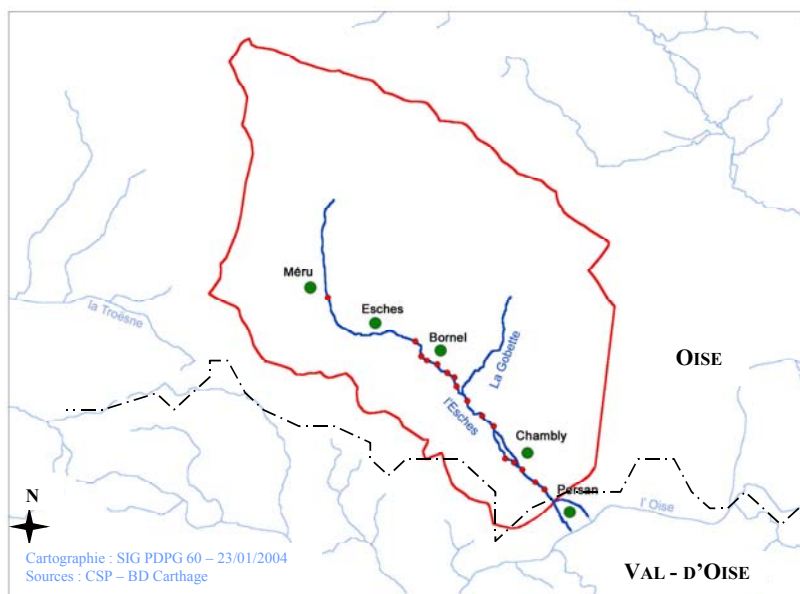 Méru
Esches
la Troësne
Bornel
La Gobette
OISE
l'Esches
Chambly
Persan
N
l' Oise
Cartographie : SIG PDPG 60 – 23/01/2004
Sources : CSP – BD Carthage
VAL - D'OISE